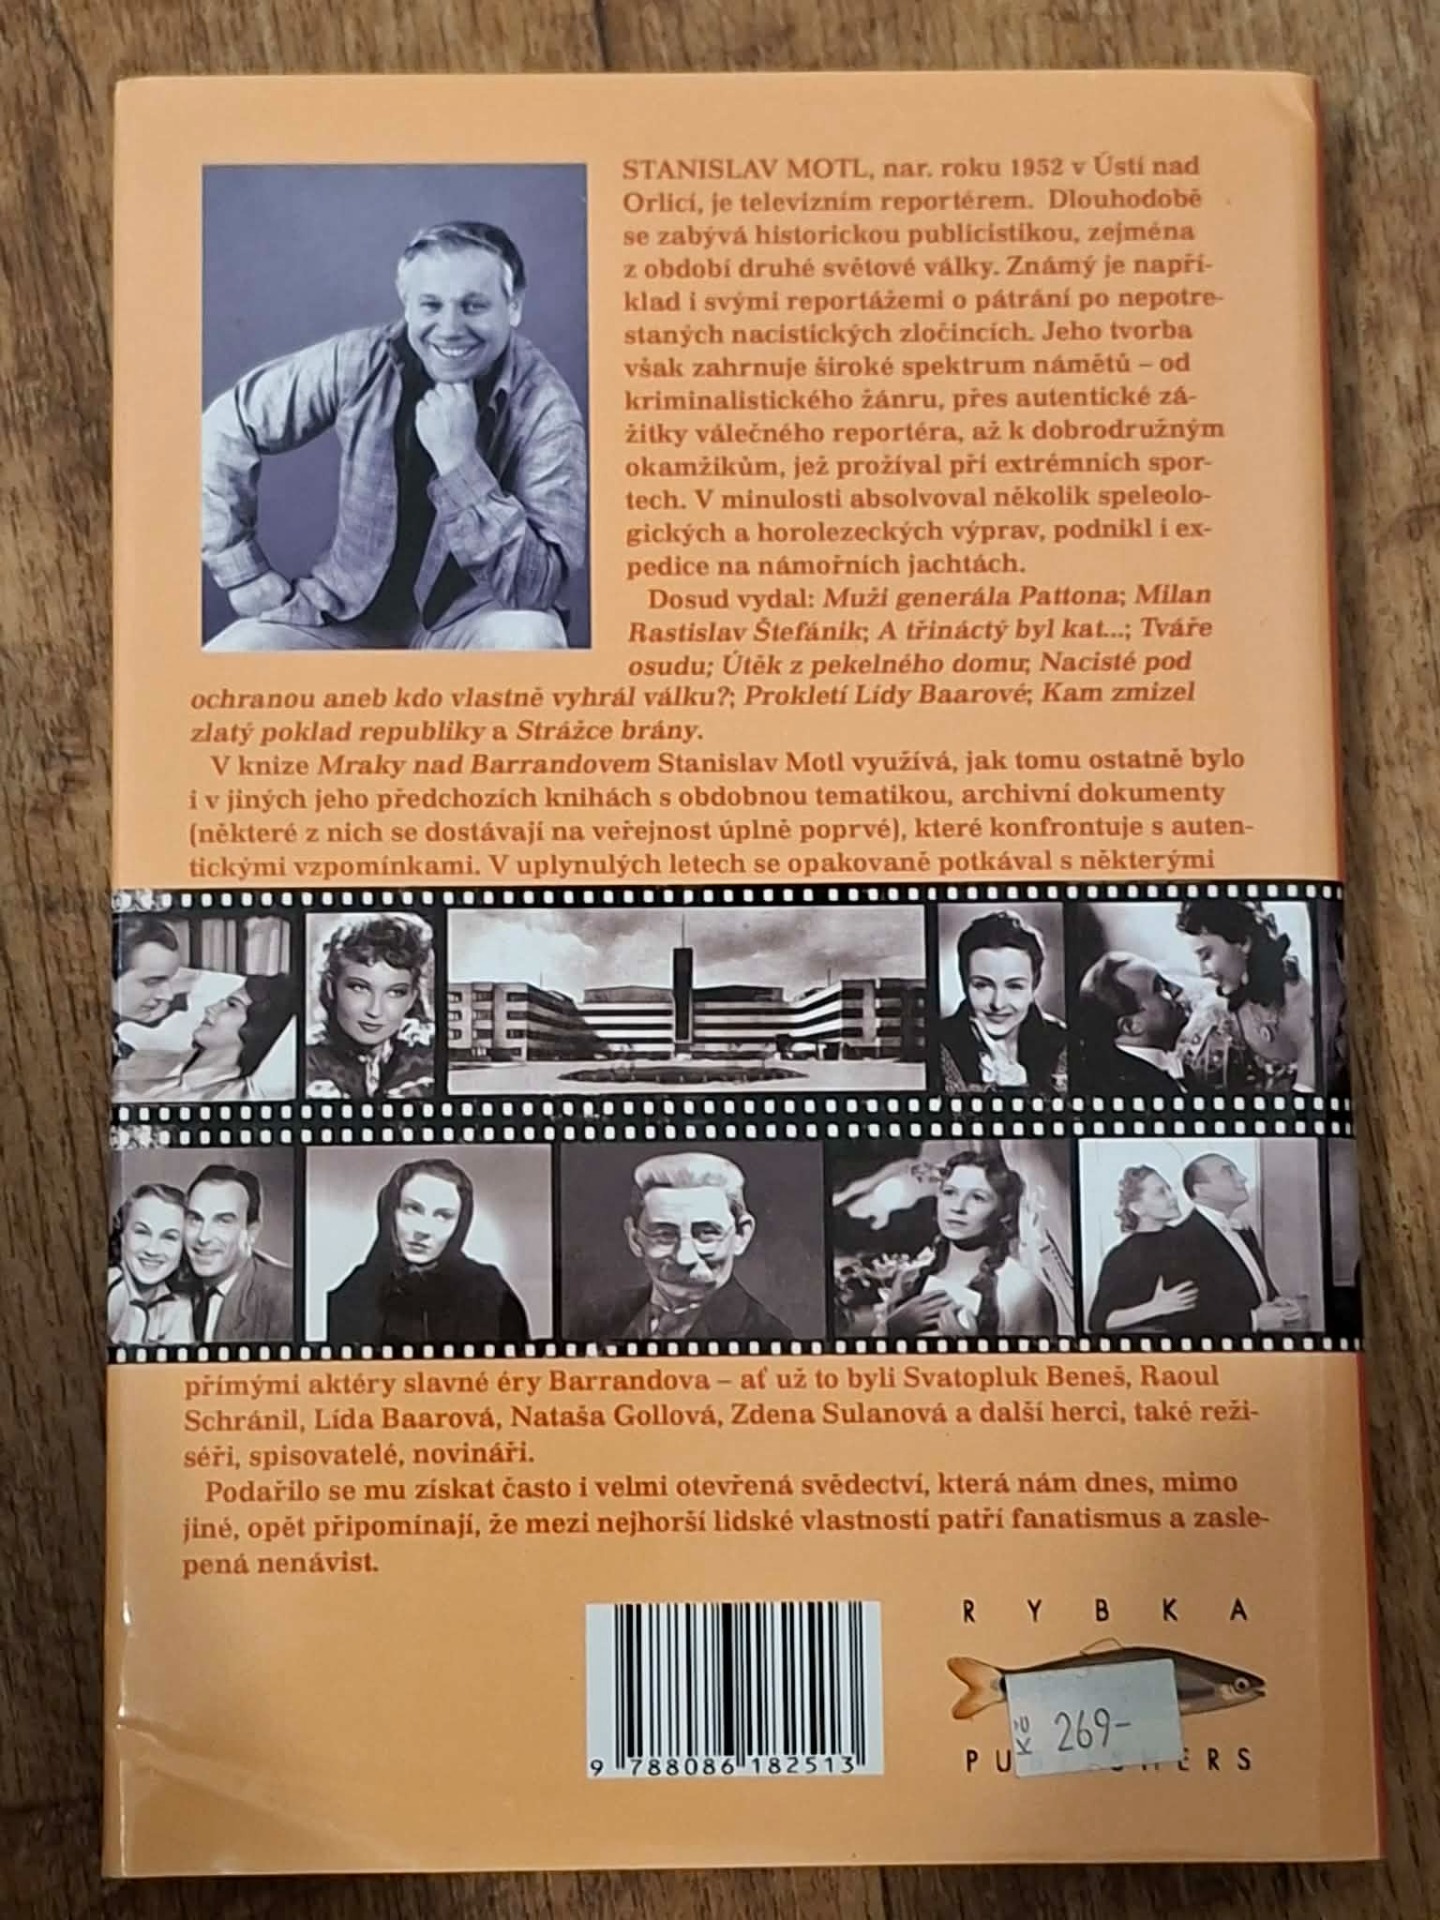 STANISLAV MOTL, nar. roku 1952 v Ústí nad
Orlicí, je televizním reportérem. Dlouhodobě
se zabývá historickou publicistikou, zejména
z období druhé světové války. Známý je napří-
klad i svými reportážemi o pátrání po nepotre-
staných nacistických zločincích. Jeho tvorba
však zahrnuje široké spektrum námětů – od
kriminalistického žánru, přes autentické zá-
žitky válečného reportéra, až k dobrodružným
okamžikům, jež prožíval při extrémních spor-
tech. V minulosti absolvoval několik speleolo-
gických a horolezeckých výprav, podnikl i ex-
pedice na námořních jachtách.
Dosud vydal: Muži generála Pattona; Milan
Rastislav Štefánik; A třináctý byl kat...; Tváře
osudu; Útěk z pekelného domu; Nacisté pod
ochranou aneb kdo vlastně vyhrál válku?; Prokletí Lídy Baarové; Kam zmizel
zlatý poklad republiky a Strážce brány.
V knize Mraky nad Barrandovem Stanislav Motl využívá, jak tomu ostatně bylo
i v jiných jeho předchozích knihách s obdobnou tematikou, archivní dokumenty
(některé z nich se dostávají na veřejnost úplně poprvé), které konfrontuje s auten-
tickými vzpomínkami. V uplynulých letech se opakovaně potkával s některými
přímými aktéry slavné éry Barrandova – ať už to byli Svatopluk Beneš, Raoul
Schránil, Lída Baarová, Nataša Gollová, Zdena Sulanová a další herci, také reži-
séři, spisovatelé, novináři.
Podařilo se mu získat často i velmi otevřená svědectví, která nám dnes, mimo
jiné, opět připomínají, že mezi nejhorší lidské vlastnosti patří fanatismus a zasle-
pená nenávist.
RYBKA
Kč 269-
9 788086 182513